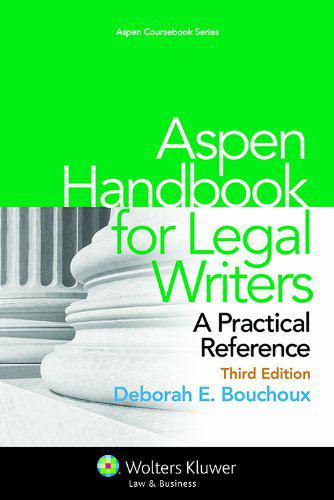 Aspen Coursebook Series
Aspen
Handbook
for Legal
Writers
A Practical
Reference
Third Edition
Deborah E. Bouchoux
Wolters Kluwer
Law & Business